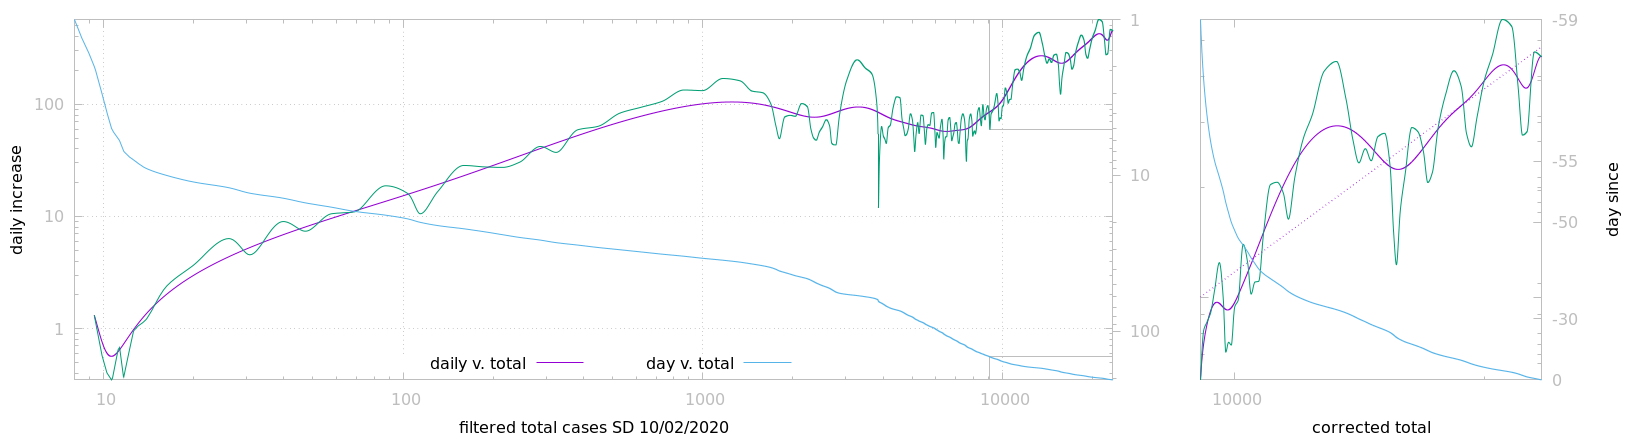 daily increase
100
10
1
10
100
1000
10000
1
10
100
daily v. total
day v. total
filtered total cases SD 10/02/2020
10000
corrected total
-59
-55
-50
-30
0
day since